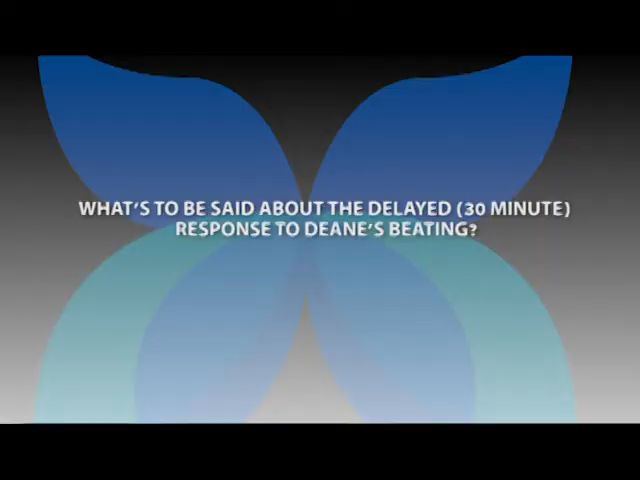 WHAT'S TO BE SAID ABOUT THE DELAYED (30 MINUTE)
RESPONSE TO DEANE'S BEATING?